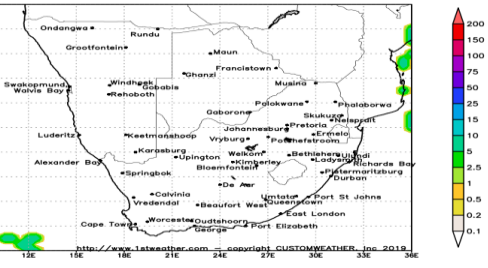 Ondangwa
Rundu
Grootfontein
Maun
Francistown
Ghanzi
Musina
Swakopmund
Windhoek
Gobabis
Walvis Bay
Rehoboth
Polokwane
Phalaborwa
Gaborone
Skukuza
Nelspruit
Pretoria
Johannesburg
Ermelo
Luderitz
Keetmanshoop
Vryburg
Potchefstroom
Karasburg
Upington
Welkom
Bethlehem
Ulundi
Alexander Bay
Kimberley
Ladysmith
Richards Bay
Bloemfontein
Springbok
Pietermaritzburg
Durban
De Aar
Calvinia
Umtata
Port St Johns
Vredendal
Beaufort West
Queenstown
East London
Worcester
Oudtshoorn
Cape Town
George
Port Elizabeth
http://www.1stweather.com — copyright CUSTOMWEATHER, Inc 2019
12E 15E 18E 21E 24E 27E 30E 33E 36E
200
150
100
75
50
25
20
15
10
5
2.5
1
0.5
0.2
0.1